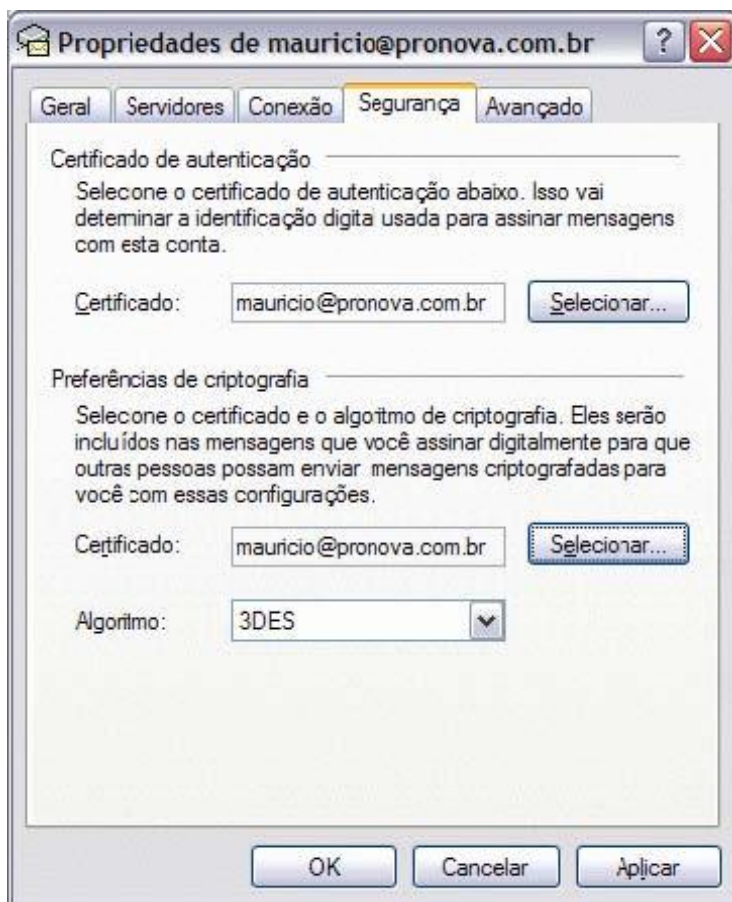 Propriedades de mauricio@pronova.com.br
Geral Servidores Conexão Segurança Avançado
Certificado de autenticação
Selecione o certificado de autenticação abaixo. Isso vai
determinar a identificação digita usada para assinar mensagens
com esta conta.
Certificado: mauricio@pronova.com.br Selecionar...
Preferências de criptografia
Selecione o certificado e o algoritmo de criptografia. Eles serão
incluídos nas mensagens que você assinar digitalmente para que
outras pessoas possam enviar mensagens criptografadas para
você com essas configurações.
Certificado: mauricio@pronova.com.br Selecionar...
Algoritmo: 3DES
OK Cancelar Aplicar